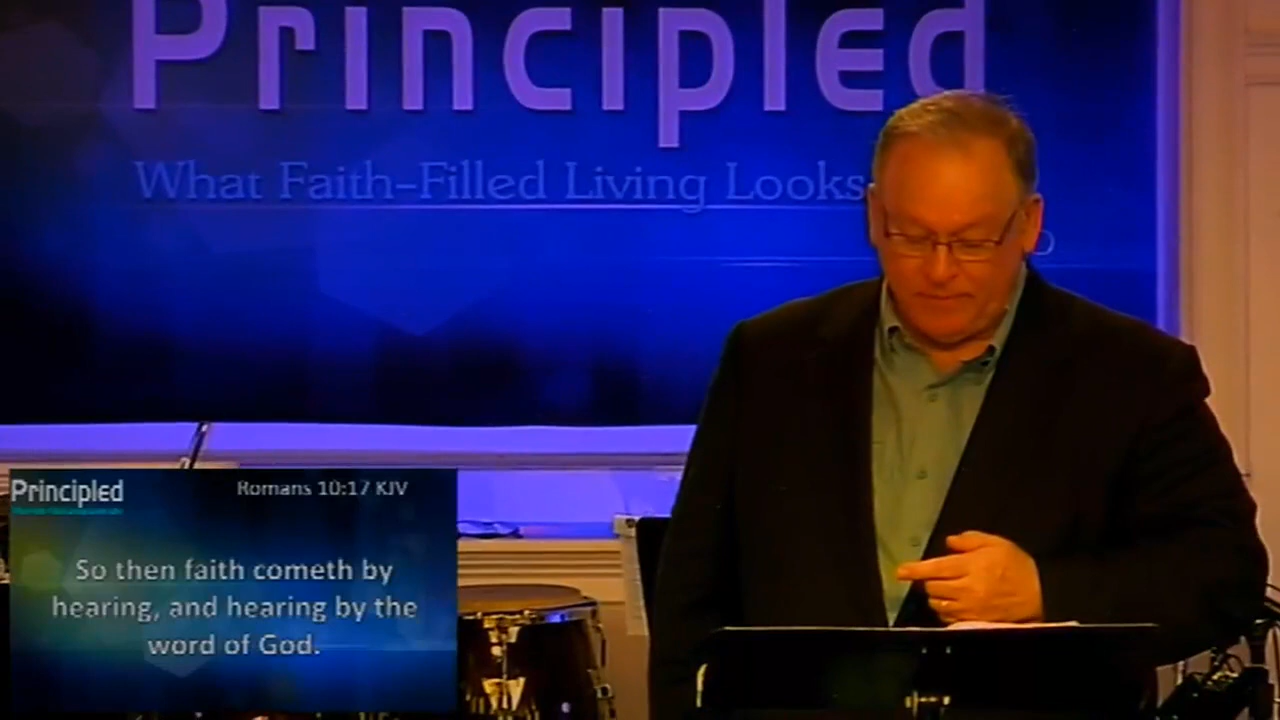 Principled
What Faith-Filled Living Looks
Principled
Romans 10:17 KJV
So then faith cometh by
hearing, and hearing by the
word of God.